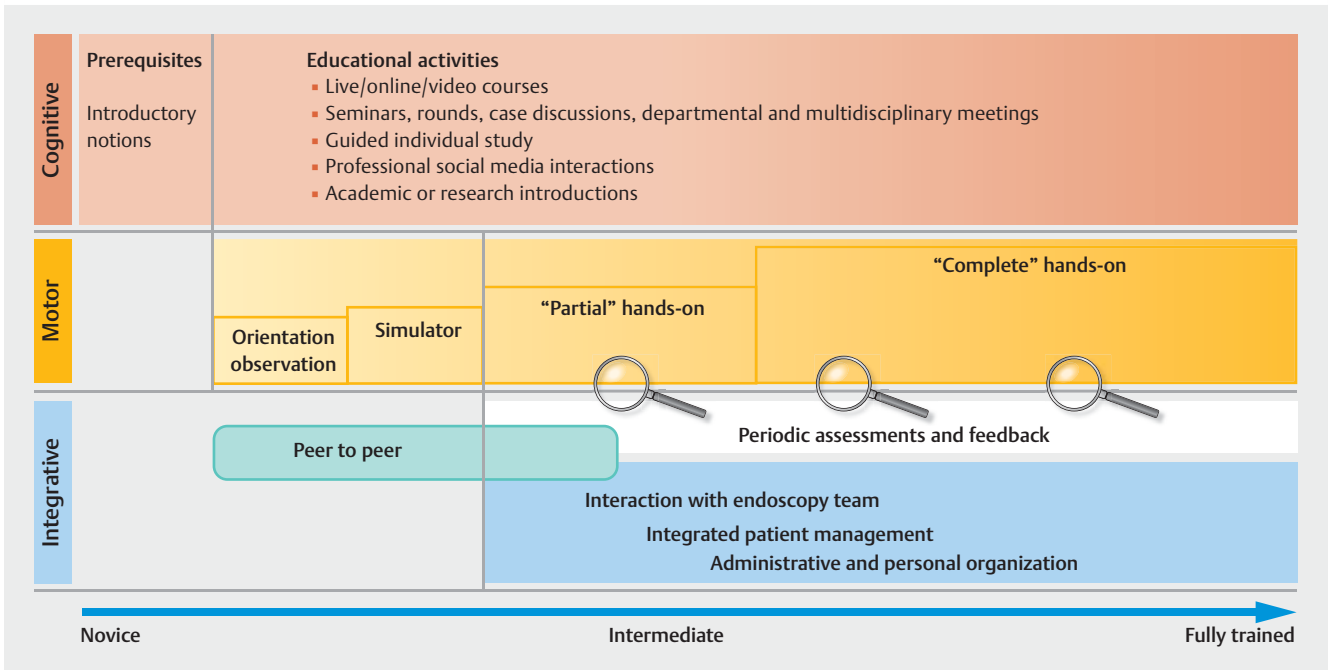 Cognitive
Prerequisites
Introductory
notions
Educational activities
▪ Live/online/video courses
▪ Seminars, rounds, case discussions, departmental and multidisciplinary meetings
▪ Guided individual study
▪ Professional social media interactions
▪ Academic or research introductions
Motor
Orientation
observation
Simulator
“Partial” hands-on
“Complete” hands-on
Integrative
Peer to peer
Periodic assessments and feedback
Interaction with endoscopy team
Integrated patient management
Administrative and personal organization
Novice
Intermediate
Fully trained